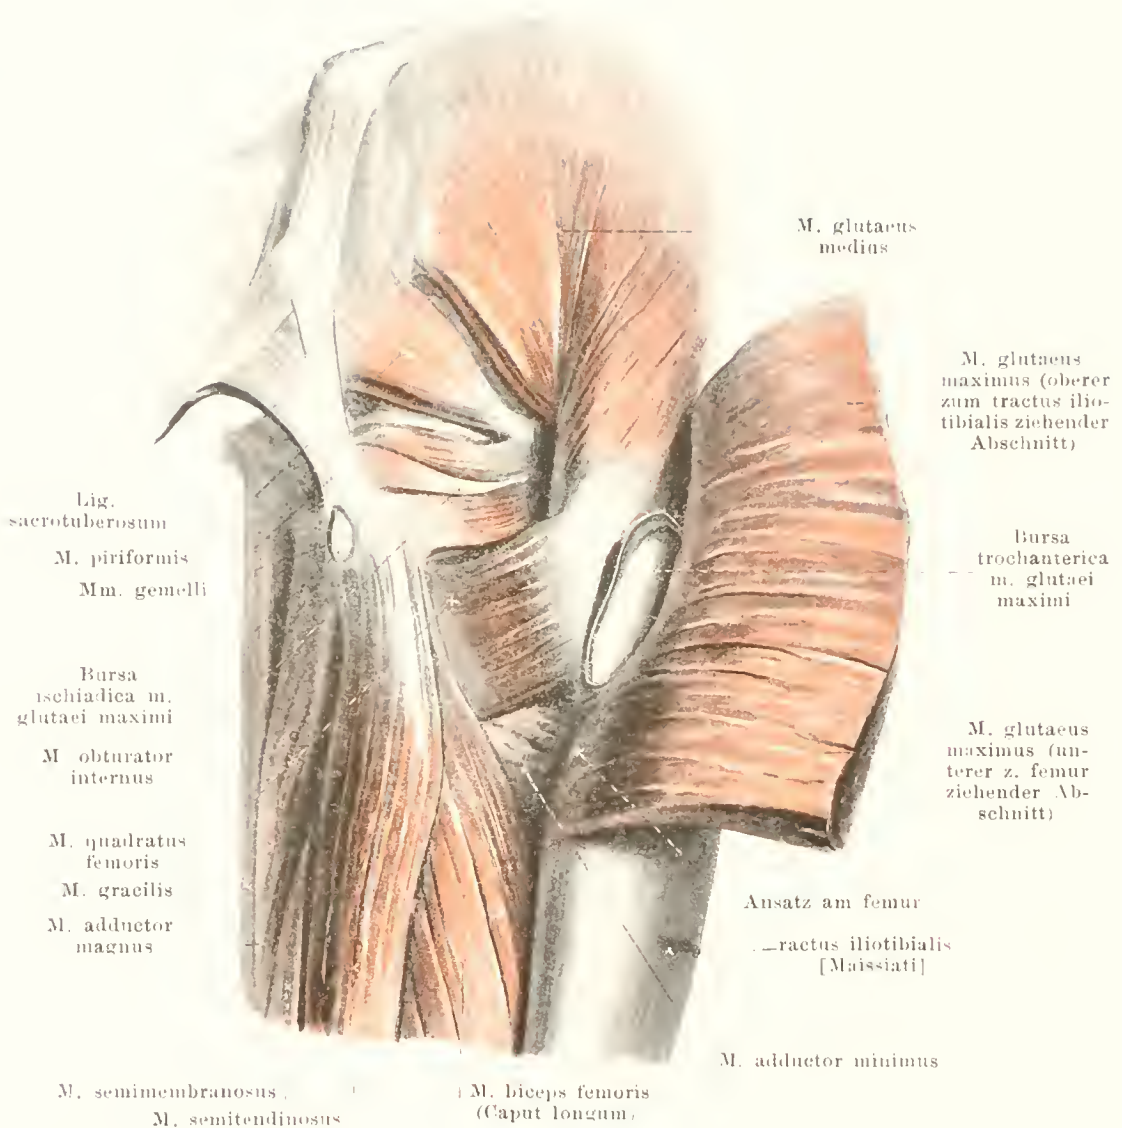 M. glutaeus
medius
M. glutaeus
maximus (oberer
zum tractus ilio-
tibialis ziehender
Abschnitt)
Lig.
sacrotuberosum
M. piriformis
Mm. gemelli
Bursa
trochanterica
m. glutaei
maximi
Bursa
ischiadica m.
glutaei maximi
M obturator
internus
M. glutaeus
maximus (un-
terer z. femur
ziehender Ab-
schnitt)
M. quadratus
femoris
M. gracilis
M. adductor
magnus
Ansatz am femur
ractus iliotibialis
[Maissiati]
M. adductor minimus
M. semimembranosus
M. semitendinosus
M. biceps femoris
(Caput longum)